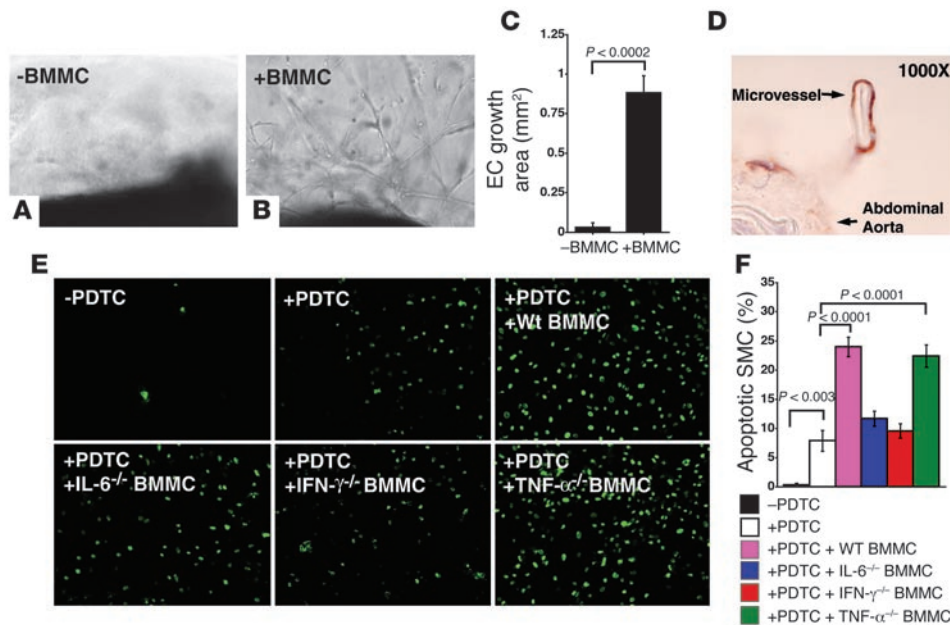 -BMMC
A
+BMMC
B
C
EC growth
area (mm²)
1.25
1
0.75
0.5
0.25
0
P < 0.0002
–BMMC +BMMC
D
1000X
Microvessel
Abdominal
Aorta
E
-PDTC
+PDTC
+PDTC
+Wt BMMC
+PDTC
+IL-6⁻/⁻ BMMC
+PDTC
+IFN-γ⁻/⁻ BMMC
+PDTC
+TNF-α⁻/⁻ BMMC
F
Apoptotic SMC (%)
35
30
25
20
15
10
5
0
P < 0.0001
P < 0.0001
P < 0.003
–PDTC
+PDTC
+PDTC + WT BMMC
+PDTC + IL-6⁻/⁻ BMMC
+PDTC + IFN-γ⁻/⁻ BMMC
+PDTC + TNF-α⁻/⁻ BMMC